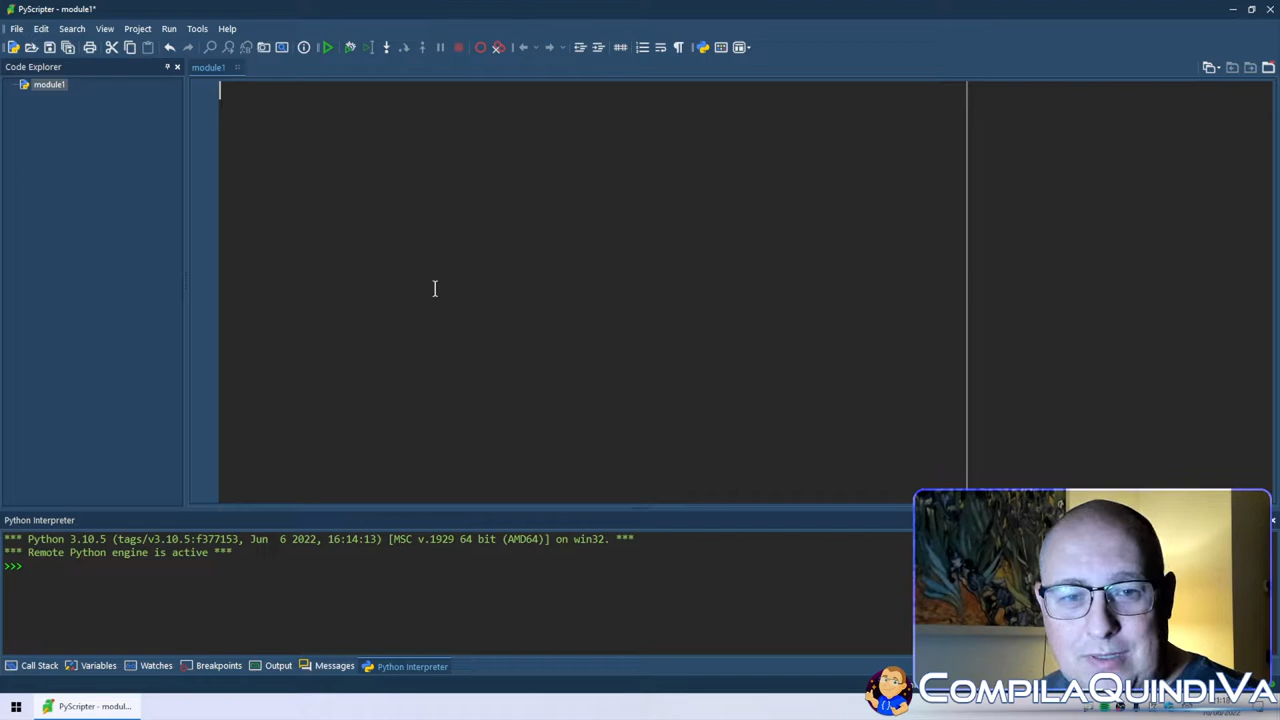 PyScripter - module1*
File Edit Search View Project Run Tools Help
Code Explorer
module1
module1
Python Interpreter
*** Python 3.10.5 (tags/v3.10.5:f377153, Jun  6 2022, 16:14:13) [MSC v.1929 64 bit (AMD64)] on win32. ***
*** Remote Python engine is active ***
>>>
Call Stack Variables Watches Breakpoints Output Messages Python Interpreter
COMPILAQUINDIVA
PyScripter - modul...